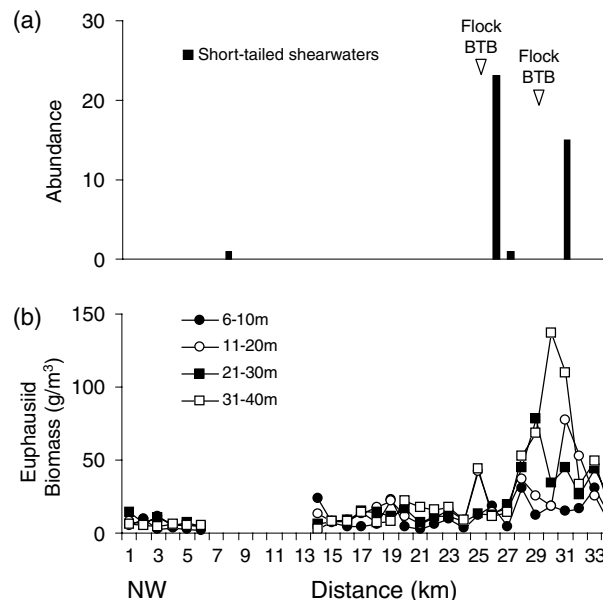 (a)
30
20
10
0
Abundance
Short-tailed shearwaters
Flock
BTB
Flock
BTB
(b)
150
100
50
0
Euphausiid
Biomass (g/m³)
6-10m
11-20m
21-30m
31-40m
1 3 5 7 9 11 13 15 17 19 21 23 25 27 29 31 33
NW Distance (km)